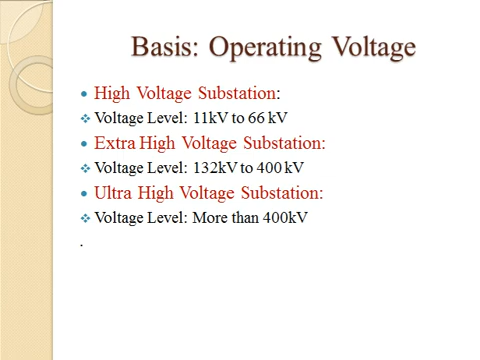 Basis: Operating Voltage
High Voltage Substation:
Voltage Level: 11kV to 66 kV
Extra High Voltage Substation:
Voltage Level: 132kV to 400 kV
Ultra High Voltage Substation:
Voltage Level: More than 400kV
.